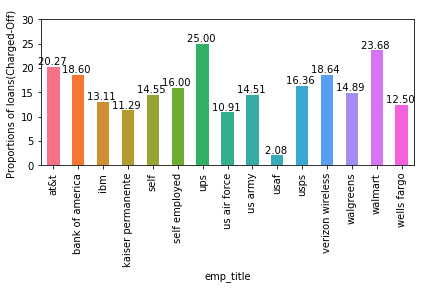 Proportions of loans(Charged-Off)
30
25
20
15
10
5
0
20.27
18.60
13.11
11.29
14.55
16.00
25.00
10.91
14.51
2.08
16.36
18.64
14.89
23.68
12.50
at&t
bank of america
ibm
kaiser permanente
self
self employed
ups
us air force
us army
usaf
usps
verizon wireless
walgreens
walmart
wells fargo
emp_title